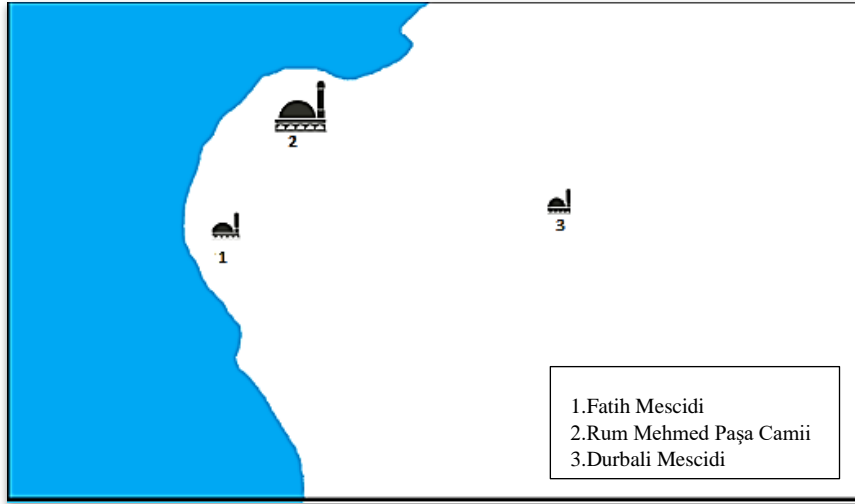 2
3
1
1.Fatih Mescidi
2.Rum Mehmed Paşa Camii
3.Durbali Mescidi